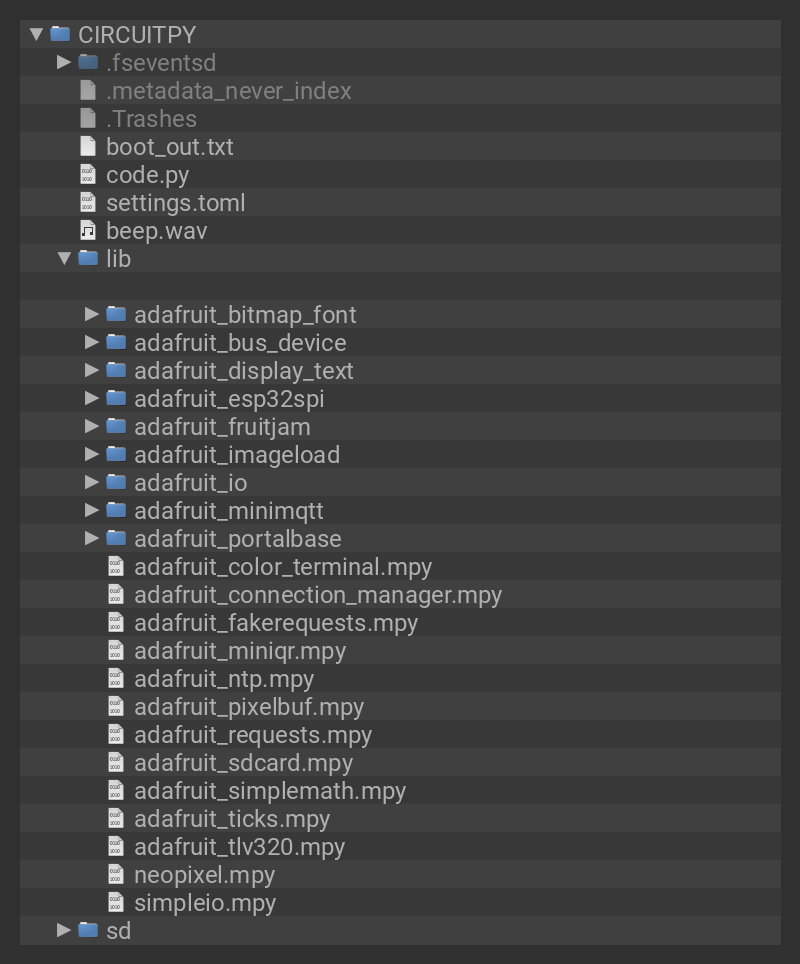 CIRCUITPY
.fseventsd
.metadata_never_index
.Trashes
boot_out.txt
code.py
settings.toml
beep.wav
lib
adafruit_bitmap_font
adafruit_bus_device
adafruit_display_text
adafruit_esp32spi
adafruit_fruitjam
adafruit_imageload
adafruit_io
adafruit_minimqtt
adafruit_portalbase
adafruit_color_terminal.mpy
adafruit_connection_manager.mpy
adafruit_fakerequests.mpy
adafruit_miniqr.mpy
adafruit_ntp.mpy
adafruit_pixelbuf.mpy
adafruit_requests.mpy
adafruit_sdcard.mpy
adafruit_simplemath.mpy
adafruit_ticks.mpy
adafruit_tlv320.mpy
neopixel.mpy
simpleio.mpy
sd